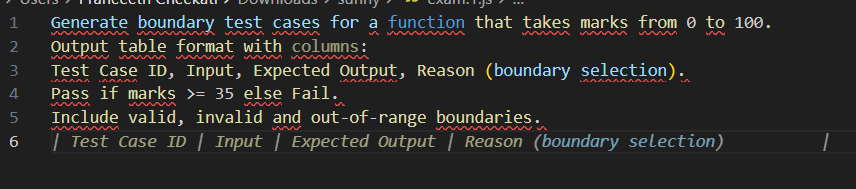 Users > Praneeth Cheekati > Downloads > sunny > exam.1.js > ...
1 Generate boundary test cases for a function that takes marks from 0 to 100.
2 Output table format with columns:
3 Test Case ID, Input, Expected Output, Reason (boundary selection).
4 Pass if marks >= 35 else Fail.
5 Include valid, invalid and out-of-range boundaries.
6 | Test Case ID | Input | Expected Output | Reason (boundary selection) |